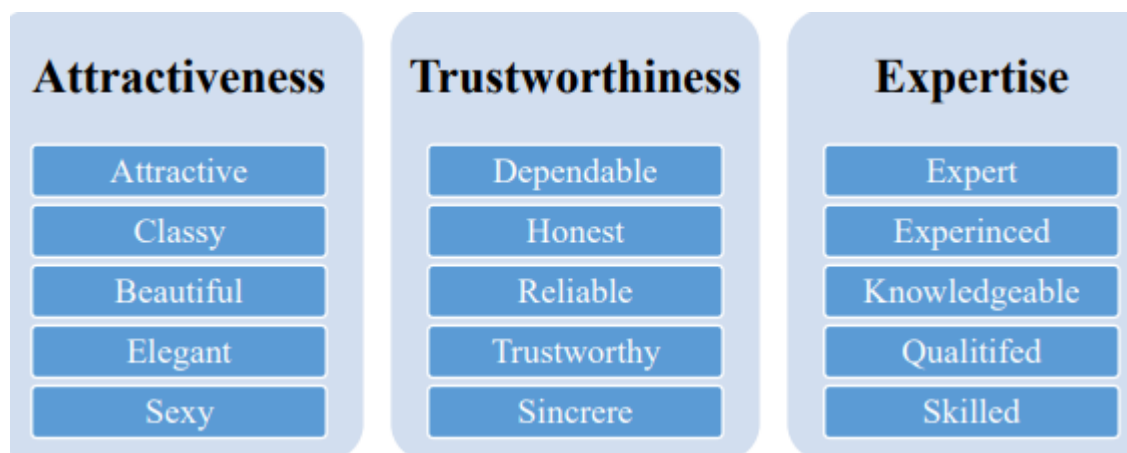 Attractiveness
Attractive
Classy
Beautiful
Elegant
Sexy
Trustworthiness
Dependable
Honest
Reliable
Trustworthy
Sincrere
Expertise
Expert
Experinced
Knowledgeable
Qualitifed
Skilled